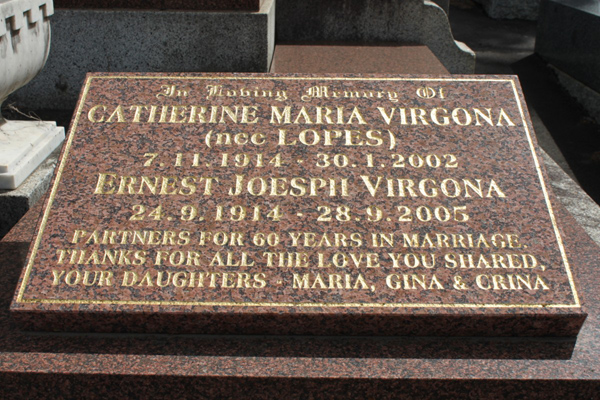 In Loving Memory Of
CATHERINE MARIA VIRGONA
(nee LOPES)
7.11.1914 - 30.1.2002
ERNEST JOESPH VIRGONA
24.9.1914 - 28.9.2005
PARTNERS FOR 60 YEARS IN MARRIAGE.
THANKS FOR ALL THE LOVE YOU SHARED,
YOUR DAUGHTERS - MARIA, GINA & CRINA